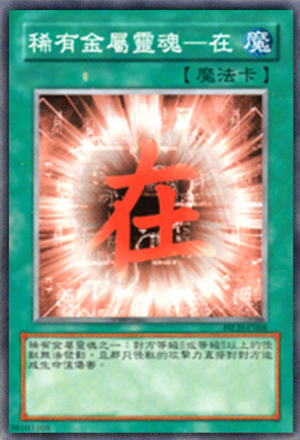 稀有金屬靈魂—在 魔
【魔法卡】
在
稀有金屬靈魂之一：對方等級5或等級5以上的怪
獸無法發動，且那只怪獸的攻擊力直接對對方造
成生命值傷害。